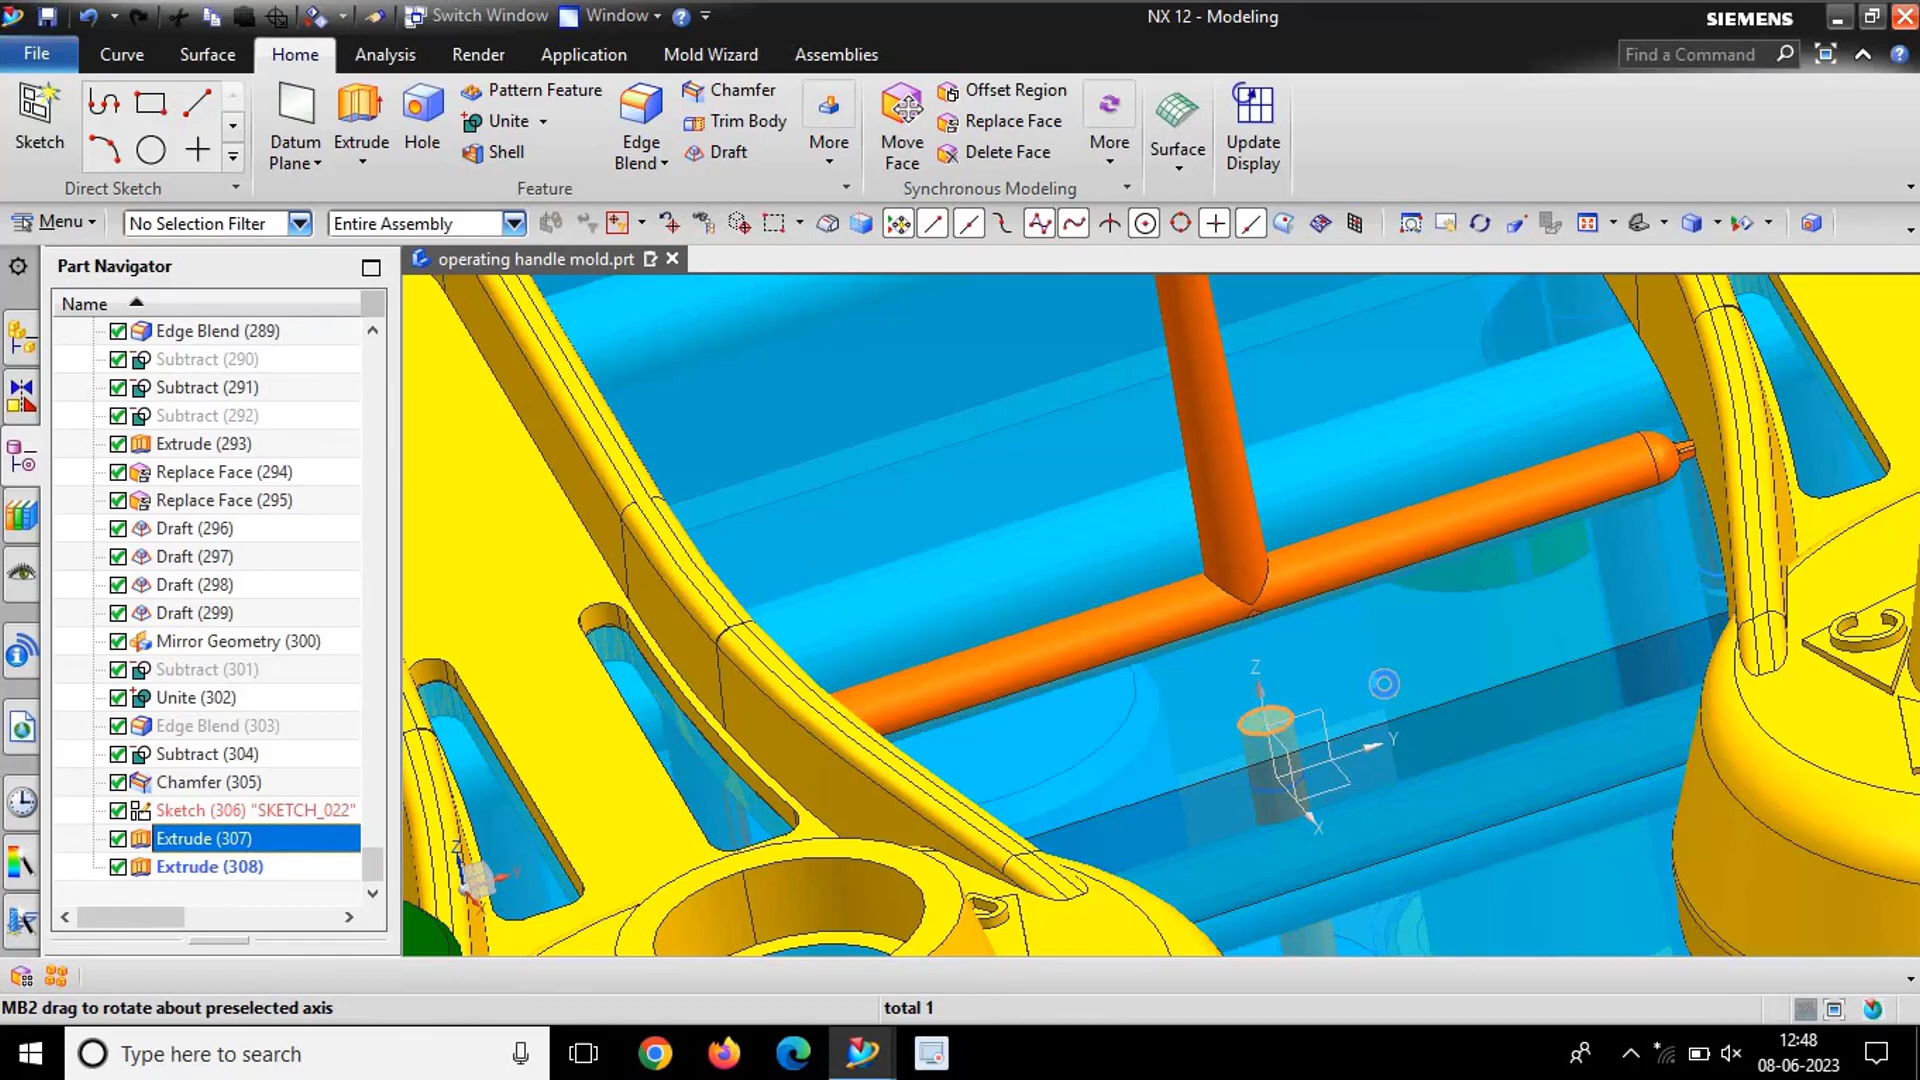 Switch Window Window NX 12 - Modeling SIEMENS
File Curve Surface Home Analysis Render Application Mold Wizard Assemblies Find a Command
Sketch Datum Plane Extrude Hole Pattern Feature Unite Shell Edge Blend Chamfer Trim Body Draft More Move Face Offset Region Replace Face Delete Face More Surface Update Display
Direct Sketch Feature Synchronous Modeling
Menu No Selection Filter Entire Assembly
Part Navigator operating handle mold.prt
Name
Edge Blend (289)
Subtract (290)
Subtract (291)
Subtract (292)
Extrude (293)
Replace Face (294)
Replace Face (295)
Draft (296)
Draft (297)
Draft (298)
Draft (299)
Mirror Geometry (300)
Subtract (301)
Unite (302)
Edge Blend (303)
Subtract (304)
Chamfer (305)
Sketch (306) "SKETCH_022"
Extrude (307)
Extrude (308)
Z
Y
X
Z
Y
X
MB2 drag to rotate about preselected axis total 1
Type here to search 12:48
08-06-2023